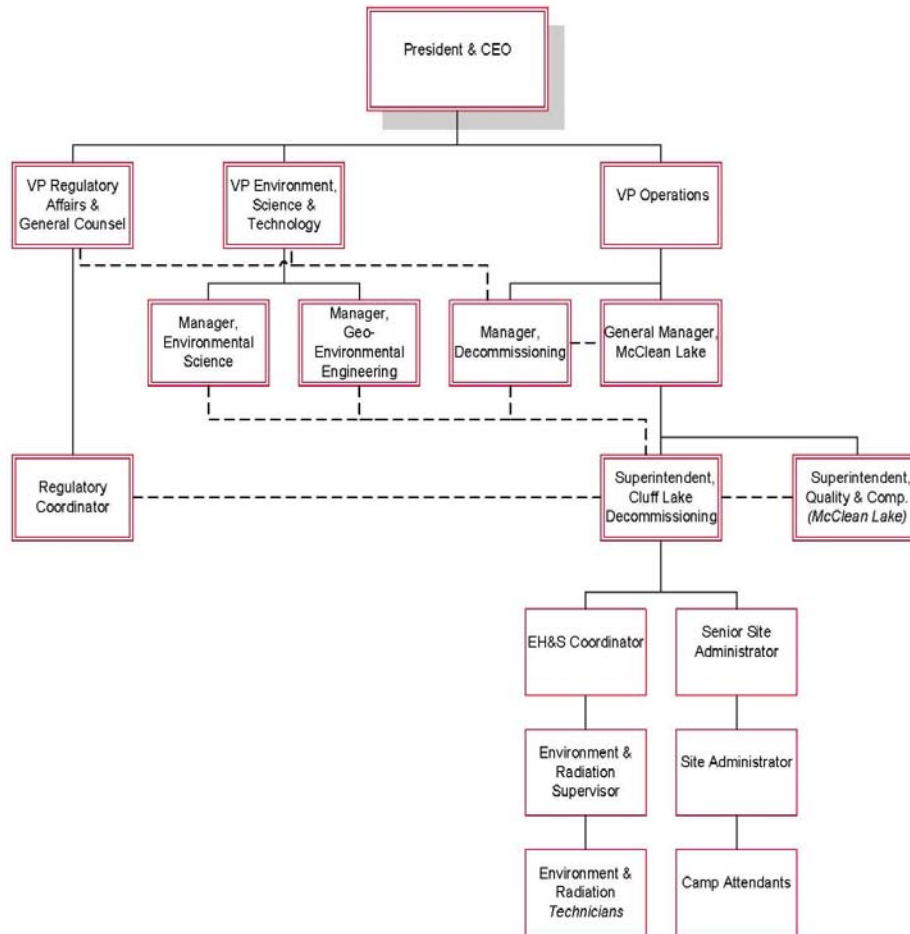 President & CEO
VP Regulatory
Affairs &
General Counsel
VP Environment,
Science &
Technology
VP Operations
Manager,
Environmental
Science
Manager,
Geo-
Environmental
Engineering
Manager,
Decommissioning
General Manager,
McClean Lake
Regulatory
Coordinator
Superintendent,
Cluff Lake
Decommissioning
Superintendent,
Quality & Comp.
(McClean Lake)
EH&S Coordinator
Senior Site
Administrator
Environment &
Radiation
Supervisor
Site Administrator
Environment &
Radiation
Technicians
Camp Attendants